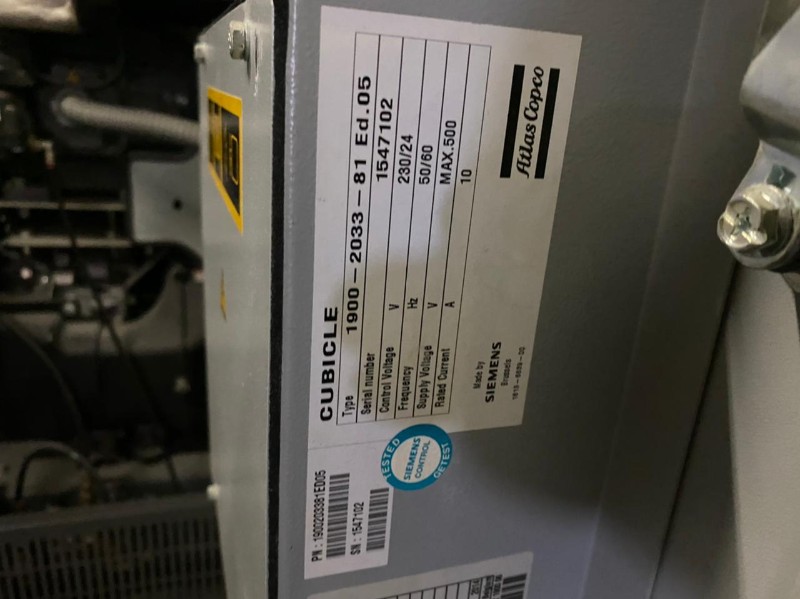 CUBICLE
Type 1900-2033-81 Ed.05
Serial number 1547102
Control Voltage V 230/24
Frequency Hz 50/60
Supply Voltage V MAX.500
Rated Current A 10
Made by
SIEMENS
Brussels
Atlas Copco
PN : 1900203381ED05
SN : 1547102
TESTED
SIEMENS
CONTROL
GETEST